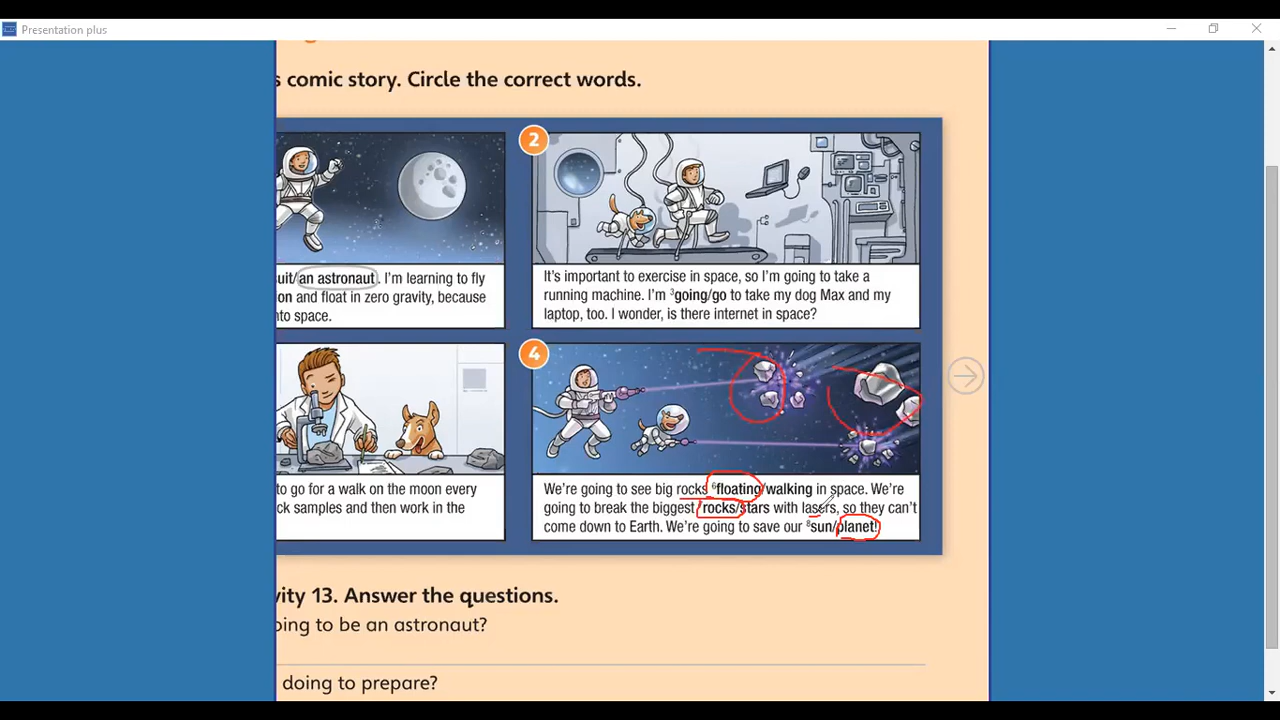 Presentation plus
s comic story. Circle the correct words.
uit/an astronaut. I'm learning to fly
on and float in zero gravity, because
nto space.
2
It's important to exercise in space, so I'm going to take a
running machine. I'm ³going/go to take my dog Max and my
laptop, too. I wonder, is there internet in space?
to go for a walk on the moon every
ck samples and then work in the
4
We're going to see big rocks ⁶floating/walking in space. We're
going to break the biggest ⁷rocks/stars with lasers, so they can't
come down to Earth. We're going to save our ⁸sun/planet!
vity 13. Answer the questions.
oing to be an astronaut?
doing to prepare?